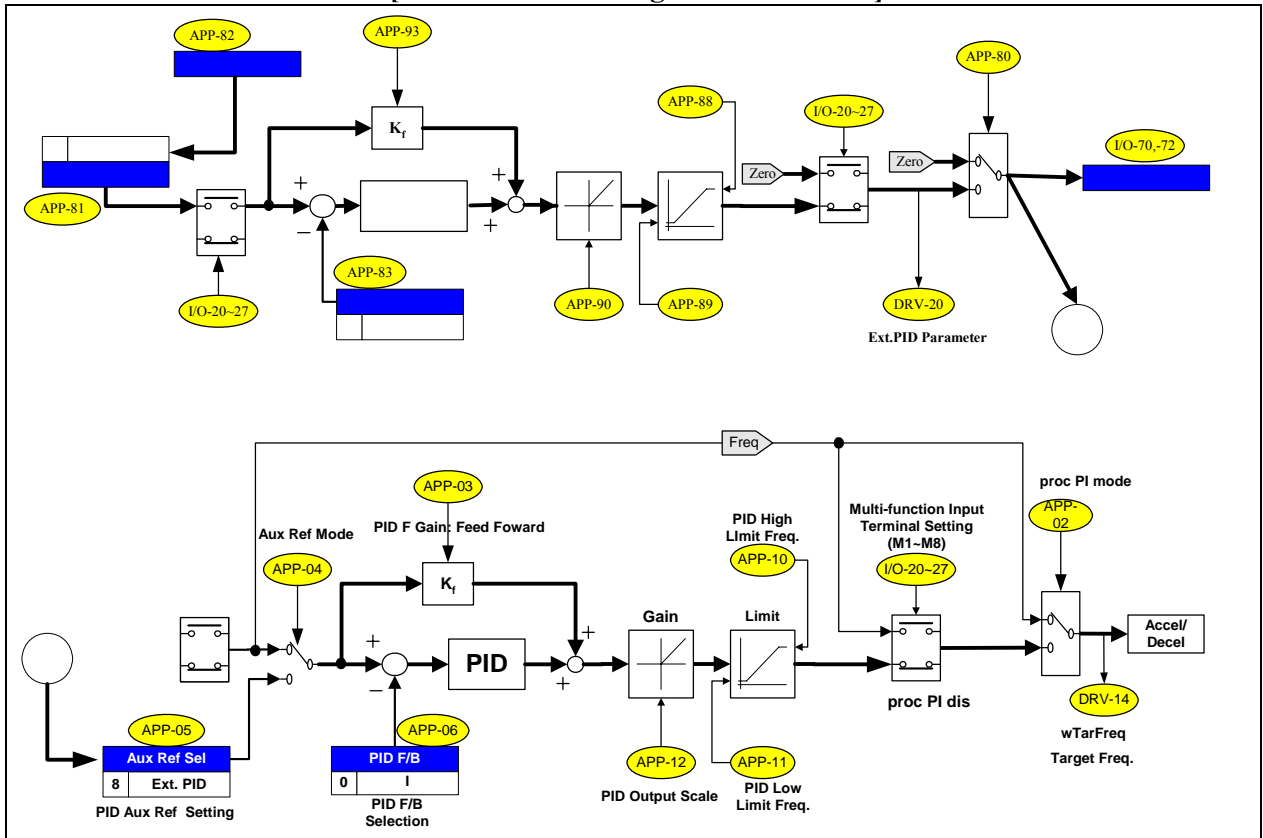 APP-82
APP-93
APP-80
APP-88
I/O-20~27
Kf
Zero
Zero
I/O-70,-72
APP-81
+
−
+
+
APP-83
I/O-20~27
APP-90
APP-89
DRV-20
Ext.PID Parameter
Freq
proc PI mode
APP-02
APP-03
PID F Gain: Feed Foward
Aux Ref Mode
APP-04
PID High
LImit Freq.
APP-10
Multi-function Input
Terminal Setting
(M1~M8)
I/O-20~27
Kf
Gain
Limit
Accel/
Decel
+
−
PID
+
+
proc PI dis
DRV-14
wTarFreq
Target Freq.
APP-05
Aux Ref Sel
8 Ext. PID
PID Aux Ref Setting
APP-06
PID F/B
0 I
PID F/B
Selection
APP-12
PID Output Scale
APP-11
PID Low
Limit Freq.